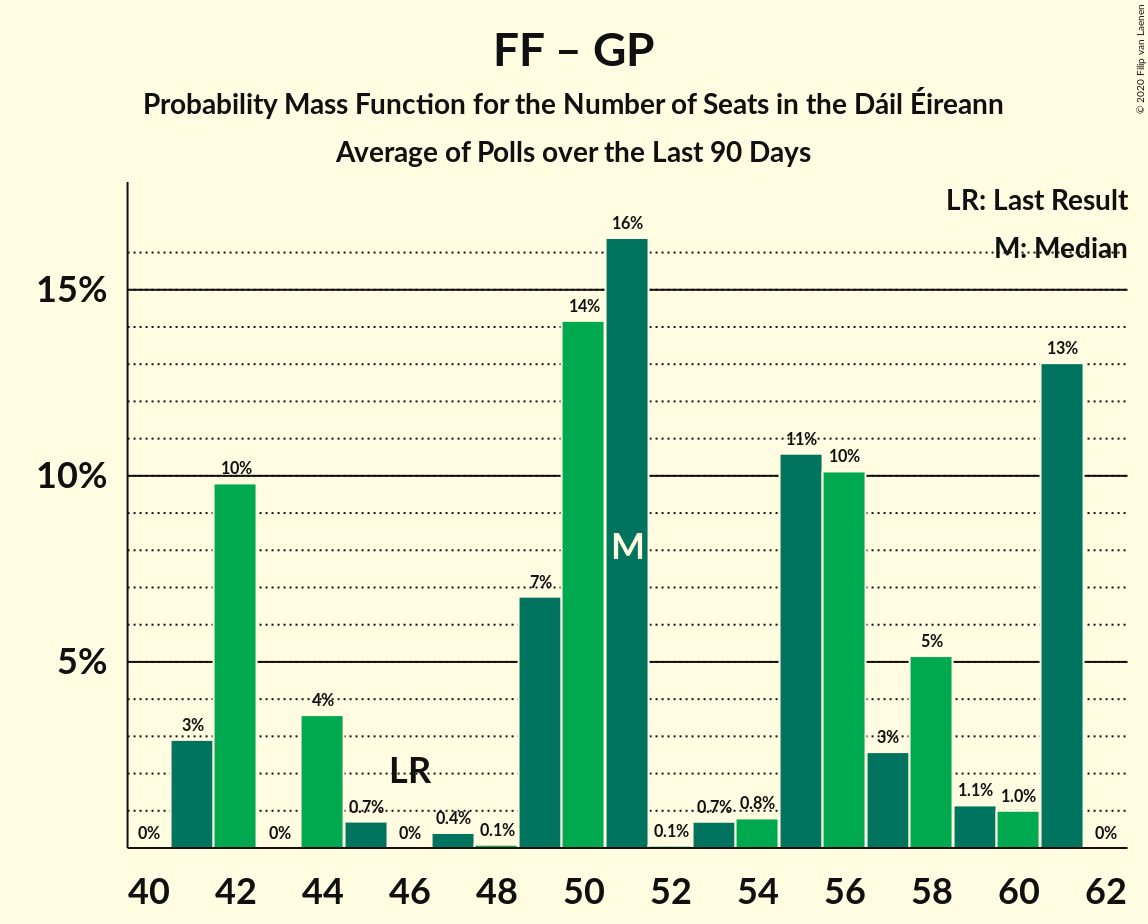 FF – GP
Probability Mass Function for the Number of Seats in the Dáil Éireann
Average of Polls over the Last 90 Days
© 2020 Filip van Laenen
LR: Last Result
M: Median
15%
10%
5%
0%
3%
10%
0%
4%
0.7%
0%
0.4%
0.1%
7%
14%
16%
0.1%
0.7%
0.8%
11%
10%
3%
5%
1.1%
1.0%
13%
0%
LR
M
40 42 44 46 48 50 52 54 56 58 60 62